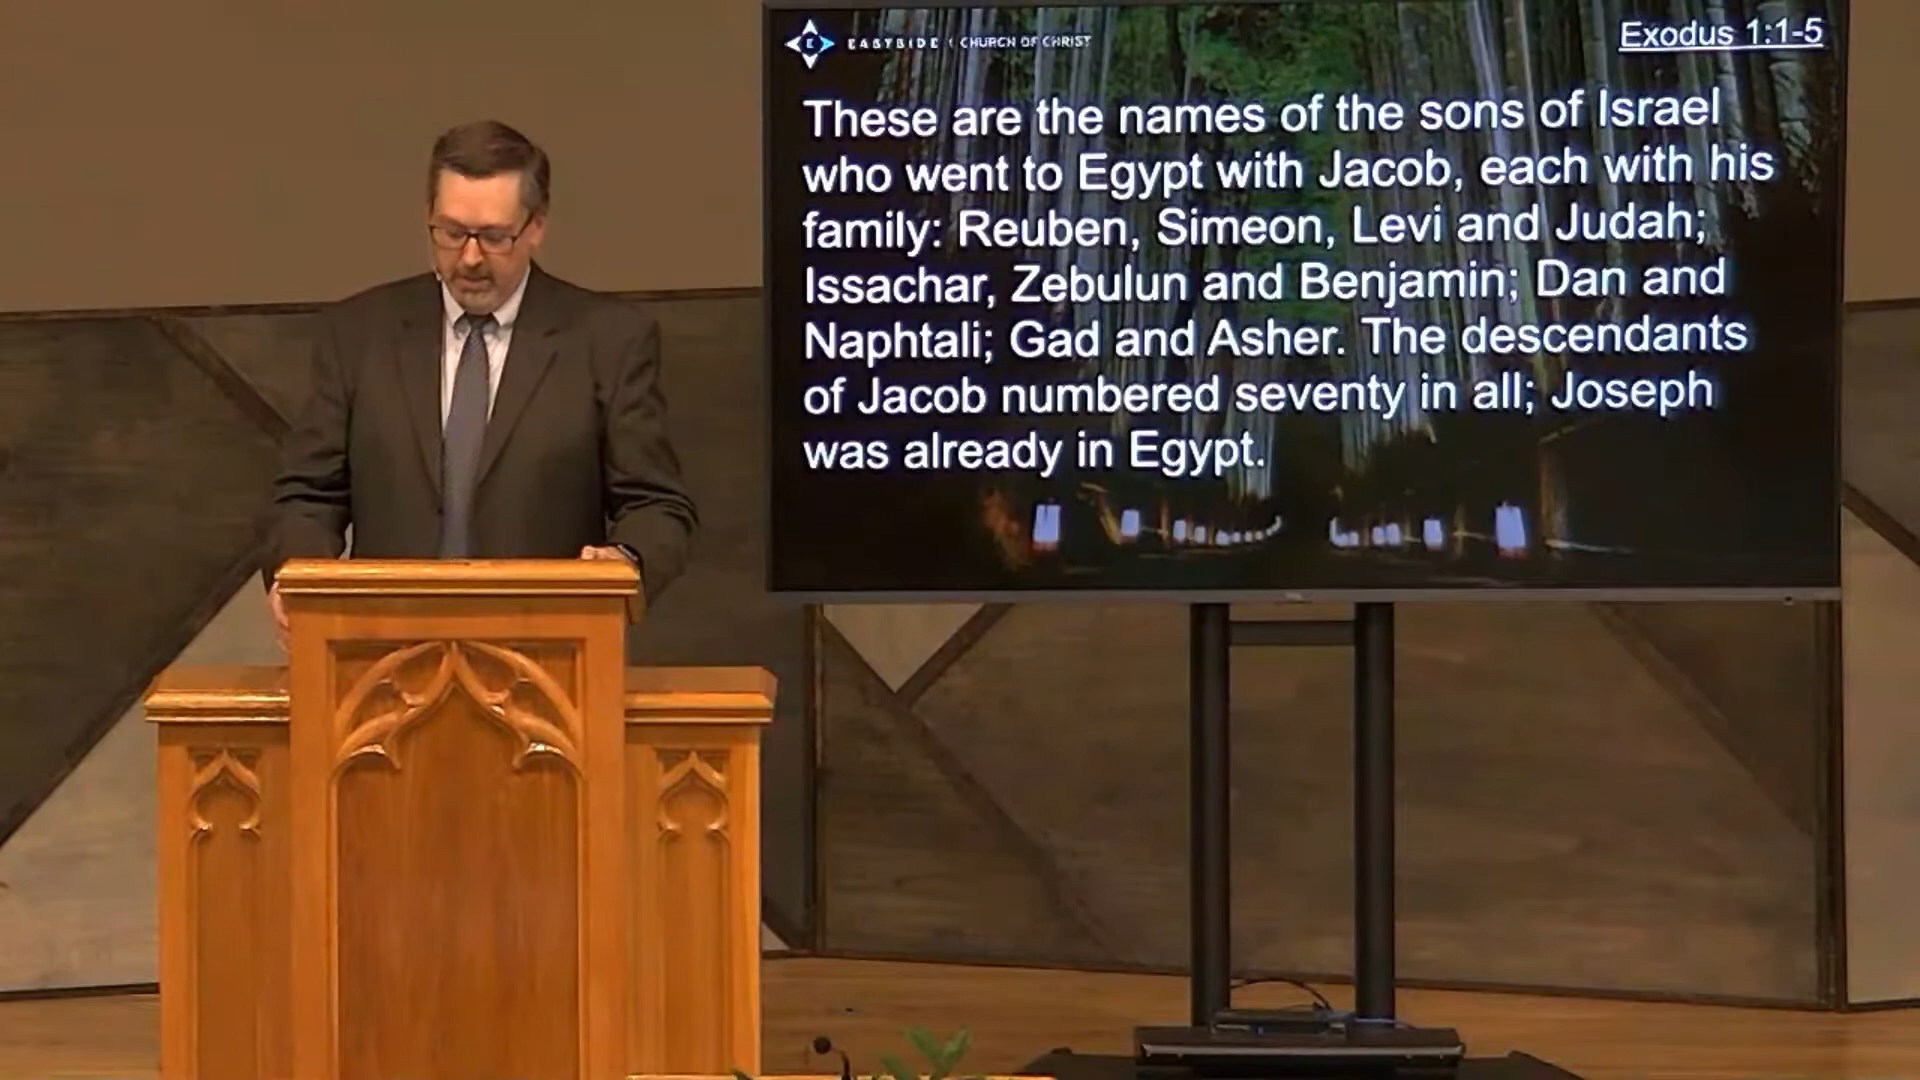 EASTSIDE | CHURCH OF CHRIST
Exodus 1:1-5
These are the names of the sons of Israel
who went to Egypt with Jacob, each with his
family: Reuben, Simeon, Levi and Judah;
Issachar, Zebulun and Benjamin; Dan and
Naphtali; Gad and Asher. The descendants
of Jacob numbered seventy in all; Joseph
was already in Egypt.